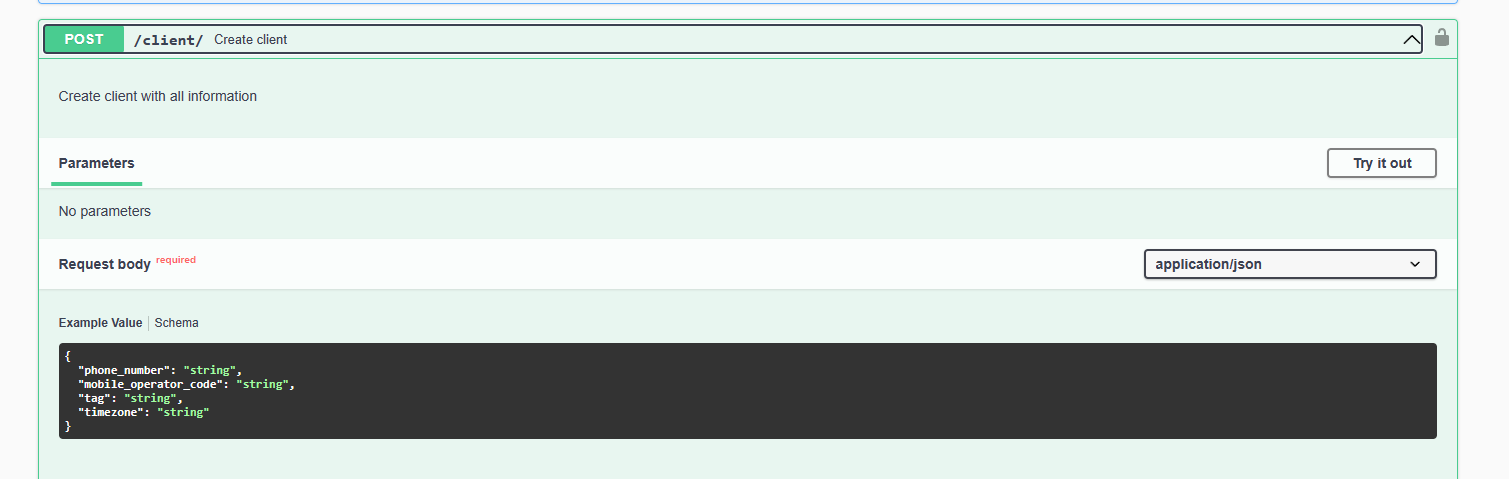 POST /client/ Create client
Create client with all information
Parameters Try it out
No parameters
Request body required application/json
Example Value Schema
{
"phone_number": "string",
"mobile_operator_code": "string",
"tag": "string",
"timezone": "string"
}